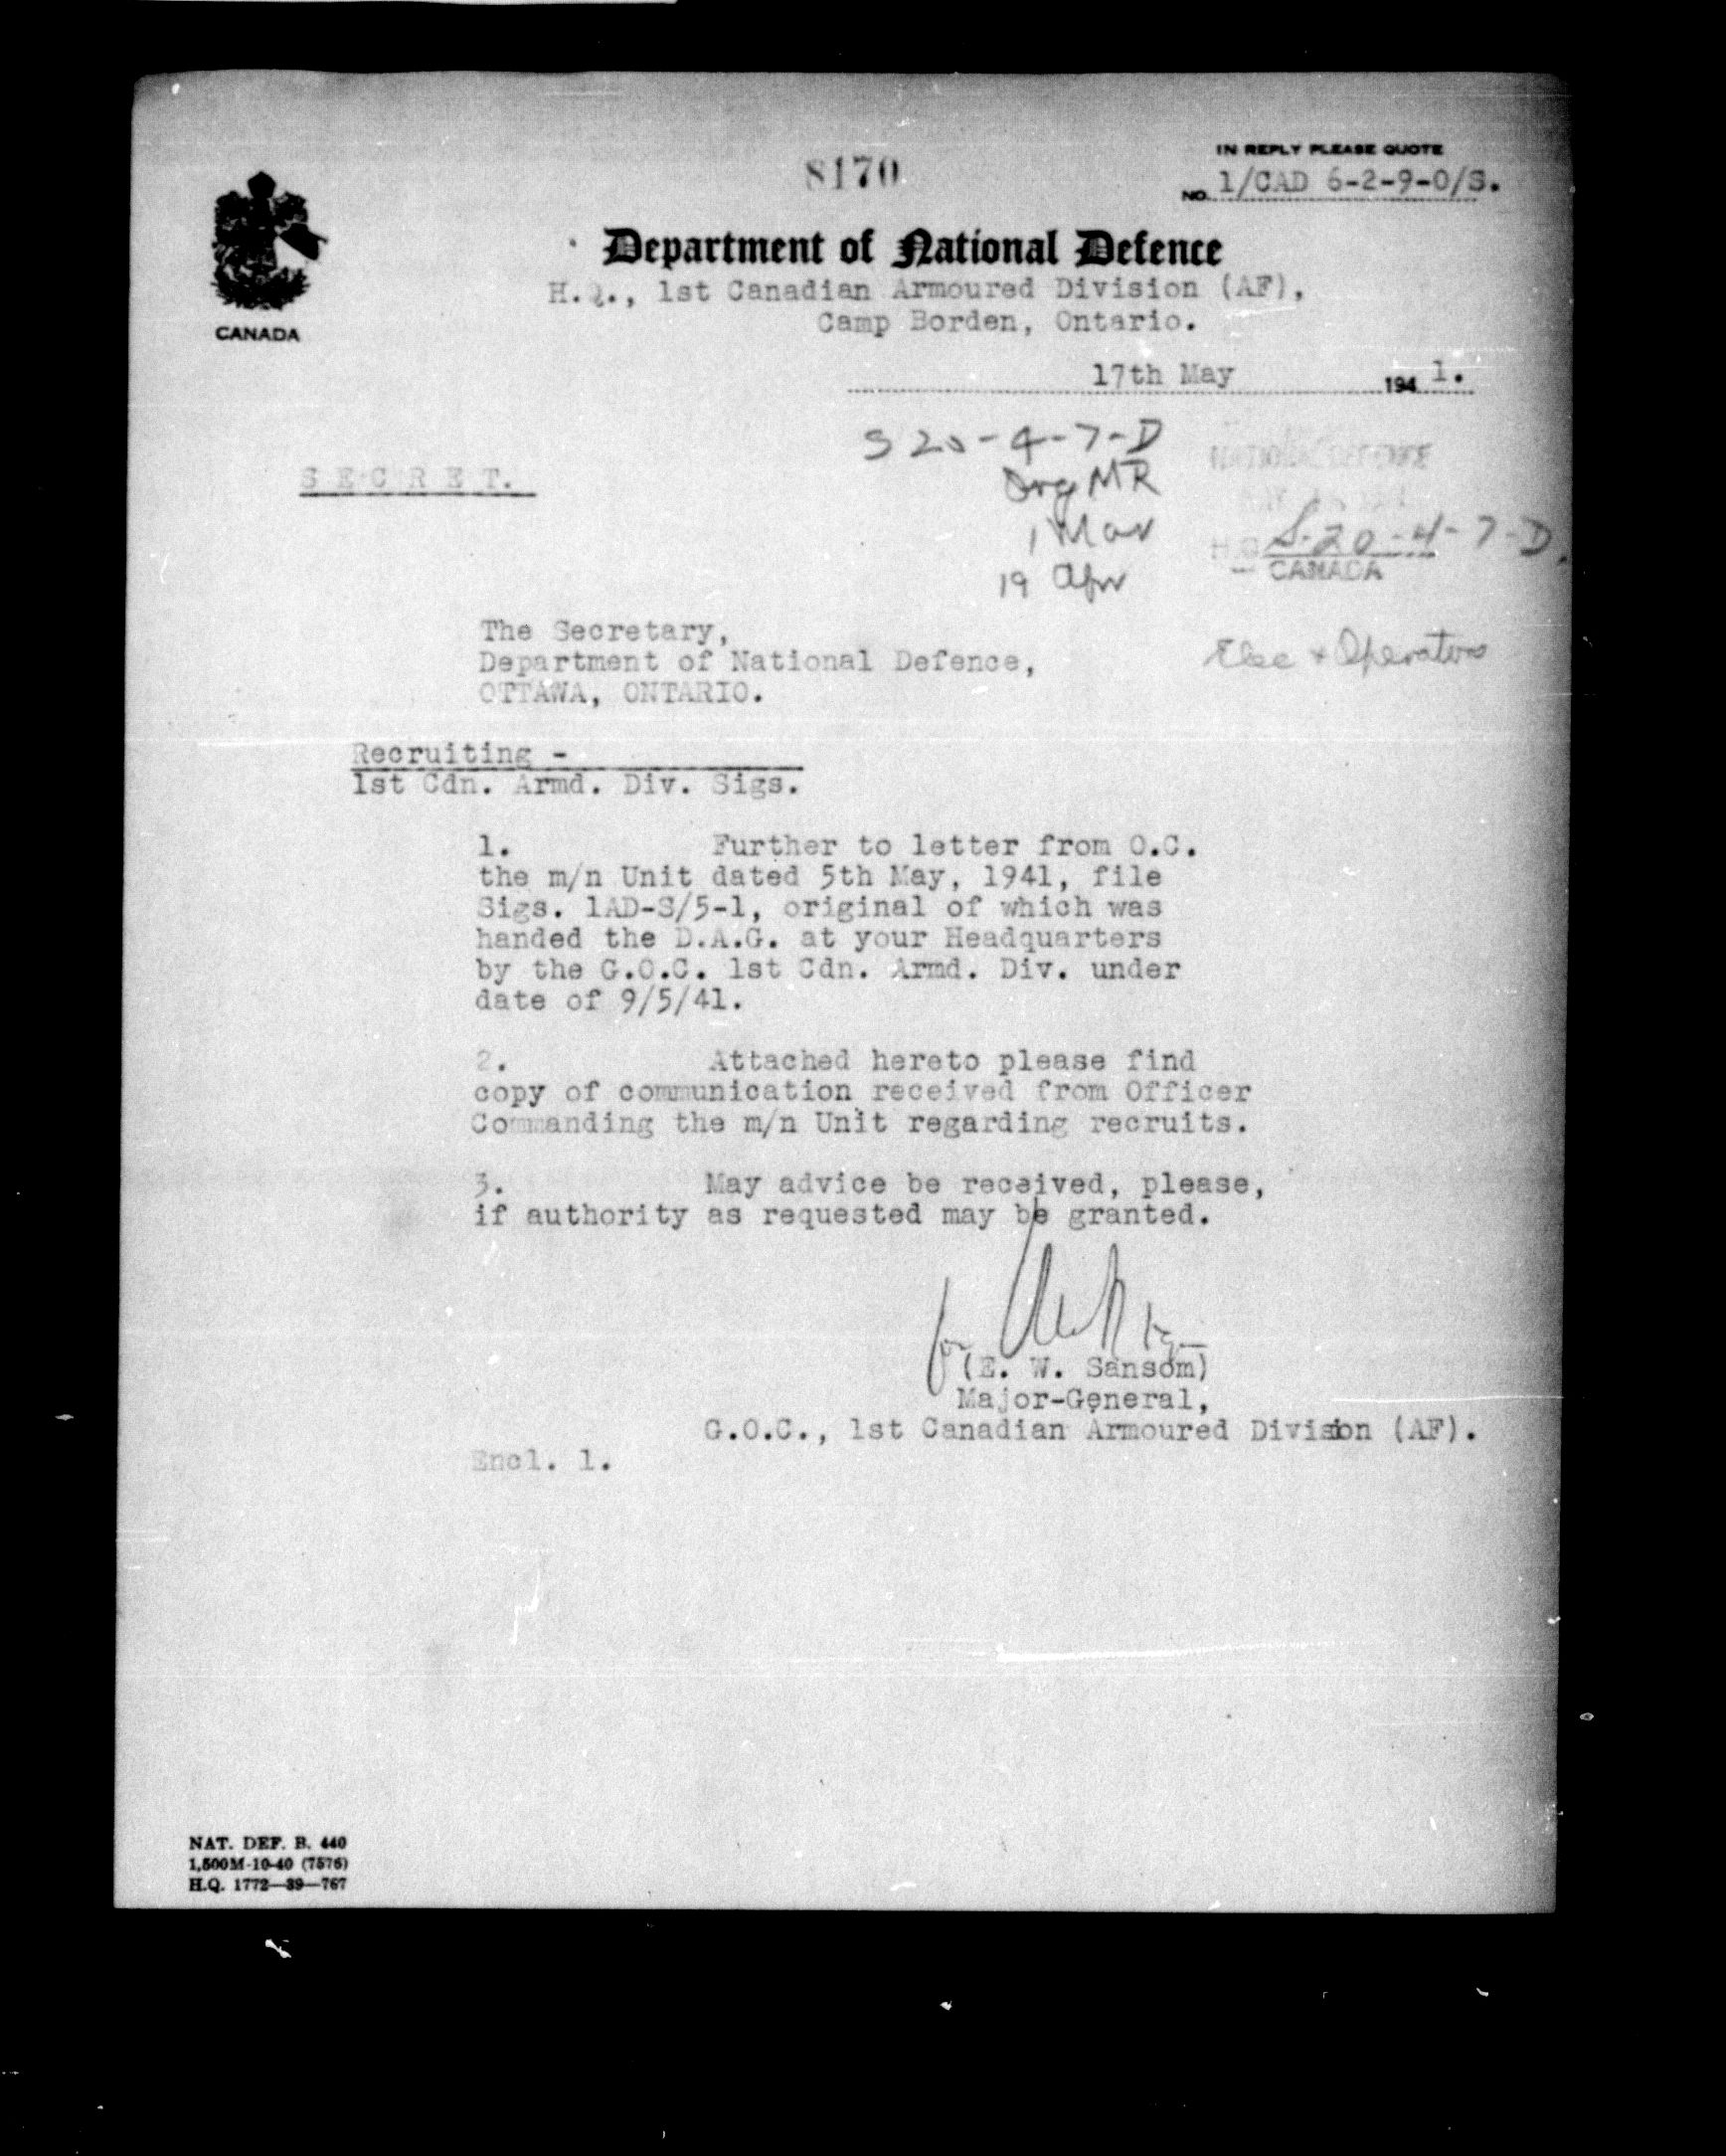 8170
IN REPLY PLEASE QUOTE
NO. 1/CAD 6-2-9-0/S.
CANADA
Department of National Defence
H.Q., 1st Canadian Armoured Division (AF),
Camp Borden, Ontario.
17th May 1941.
S 20-4-7-D
Org MR
1 Mar
19 Apr
NATIONAL DEFENCE
H.Q. S-20-4-7-D.
CANADA
SECRET.
The Secretary,
Department of National Defence,
OTTAWA, ONTARIO.
Elec + Operators
Recruiting -
1st Cdn. Armd. Div. Sigs.
1. Further to letter from O.C.
the m/n Unit dated 5th May, 1941, file
Sigs. 1AD-S/5-1, original of which was
handed the D.A.G. at your Headquarters
by the G.O.C. 1st Cdn. Armd. Div. under
date of 9/5/41.
2. Attached hereto please find
copy of communication received from Officer
Commanding the m/n Unit regarding recruits.
3. May advice be received, please,
if authority as requested may be granted.
for
(E. W. Sansom)
Major-General,
G.O.C., 1st Canadian Armoured Division (AF).
Encl. 1.
NAT. DEF. B. 440
1,500M-10-40 (7576)
H.Q. 1772—39—767